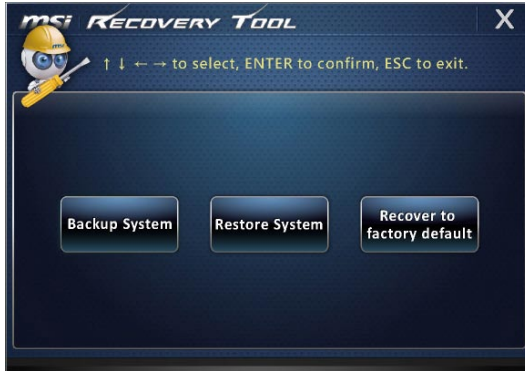 msi RECOVERY TOOL X
↑ ↓ ← → to select, ENTER to confirm, ESC to exit.
Backup System
Restore System
Recover to
factory default